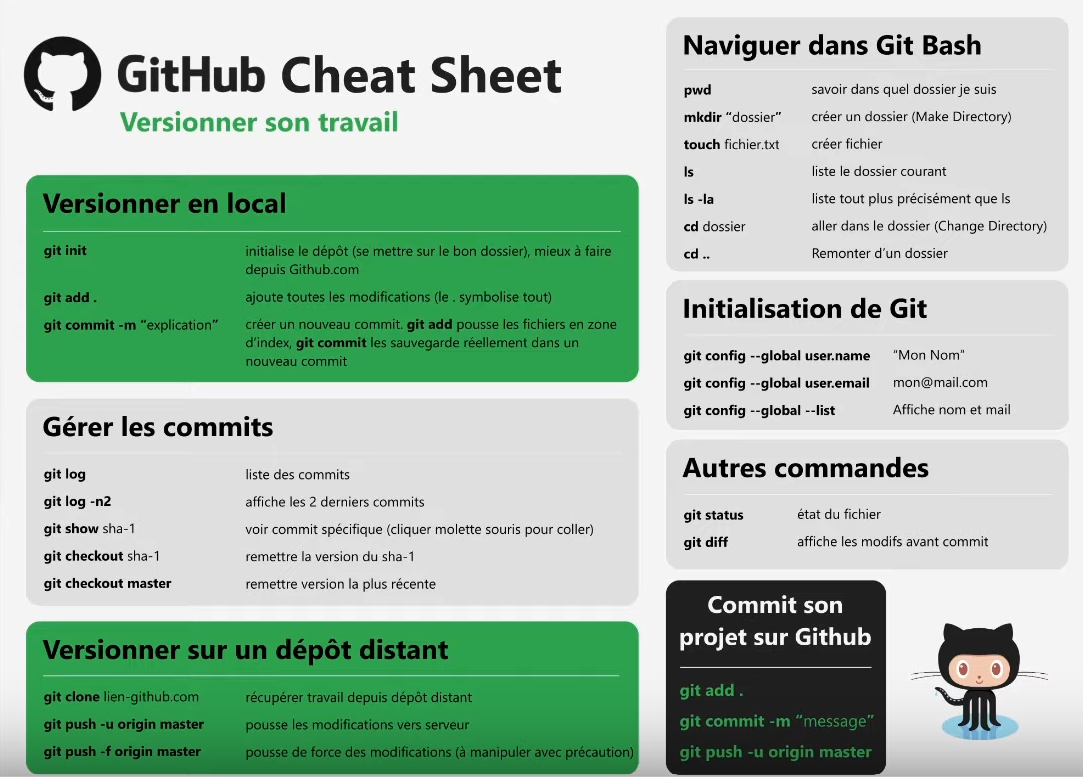 GitHub Cheat Sheet
Versionner son travail
Versionner en local
git init initialise le dépôt (se mettre sur le bon dossier), mieux à faire
depuis Github.com
git add . ajoute toutes les modifications (le . symbolise tout)
git commit -m “explication” créer un nouveau commit. git add pousse les fichiers en zone
d’index, git commit les sauvegarde réellement dans un
nouveau commit
Gérer les commits
git log liste des commits
git log -n2 affiche les 2 derniers commits
git show sha-1 voir commit spécifique (cliquer molette souris pour coller)
git checkout sha-1 remettre la version du sha-1
git checkout master remettre version la plus récente
Versionner sur un dépôt distant
git clone lien-github.com récupérer travail depuis dépôt distant
git push -u origin master pousse les modifications vers serveur
git push -f origin master pousse de force des modifications (à manipuler avec précaution)
Naviguer dans Git Bash
pwd savoir dans quel dossier je suis
mkdir “dossier” créer un dossier (Make Directory)
touch fichier.txt créer fichier
ls liste le dossier courant
ls -la liste tout plus précisément que ls
cd dossier aller dans le dossier (Change Directory)
cd .. Remonter d’un dossier
Initialisation de Git
git config --global user.name “Mon Nom”
git config --global user.email mon@mail.com
git config --global --list Affiche nom et mail
Autres commandes
git status état du fichier
git diff affiche les modifs avant commit
Commit son
projet sur Github
git add .
git commit -m “message”
git push -u origin master